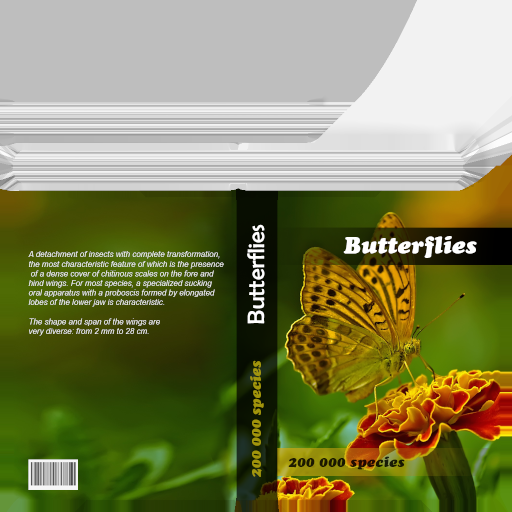 A detachment of insects with complete transformation,
the most characteristic feature of which is the presence
of a dense cover of chitinous scales on the fore and
hind wings. For most species, a specialized sucking
oral apparatus with a proboscis formed by elongated
lobes of the lower jaw is characteristic.
The shape and span of the wings are
very diverse: from 2 mm to 28 cm.
Butterflies
200 000 species
Butterflies
200 000 species